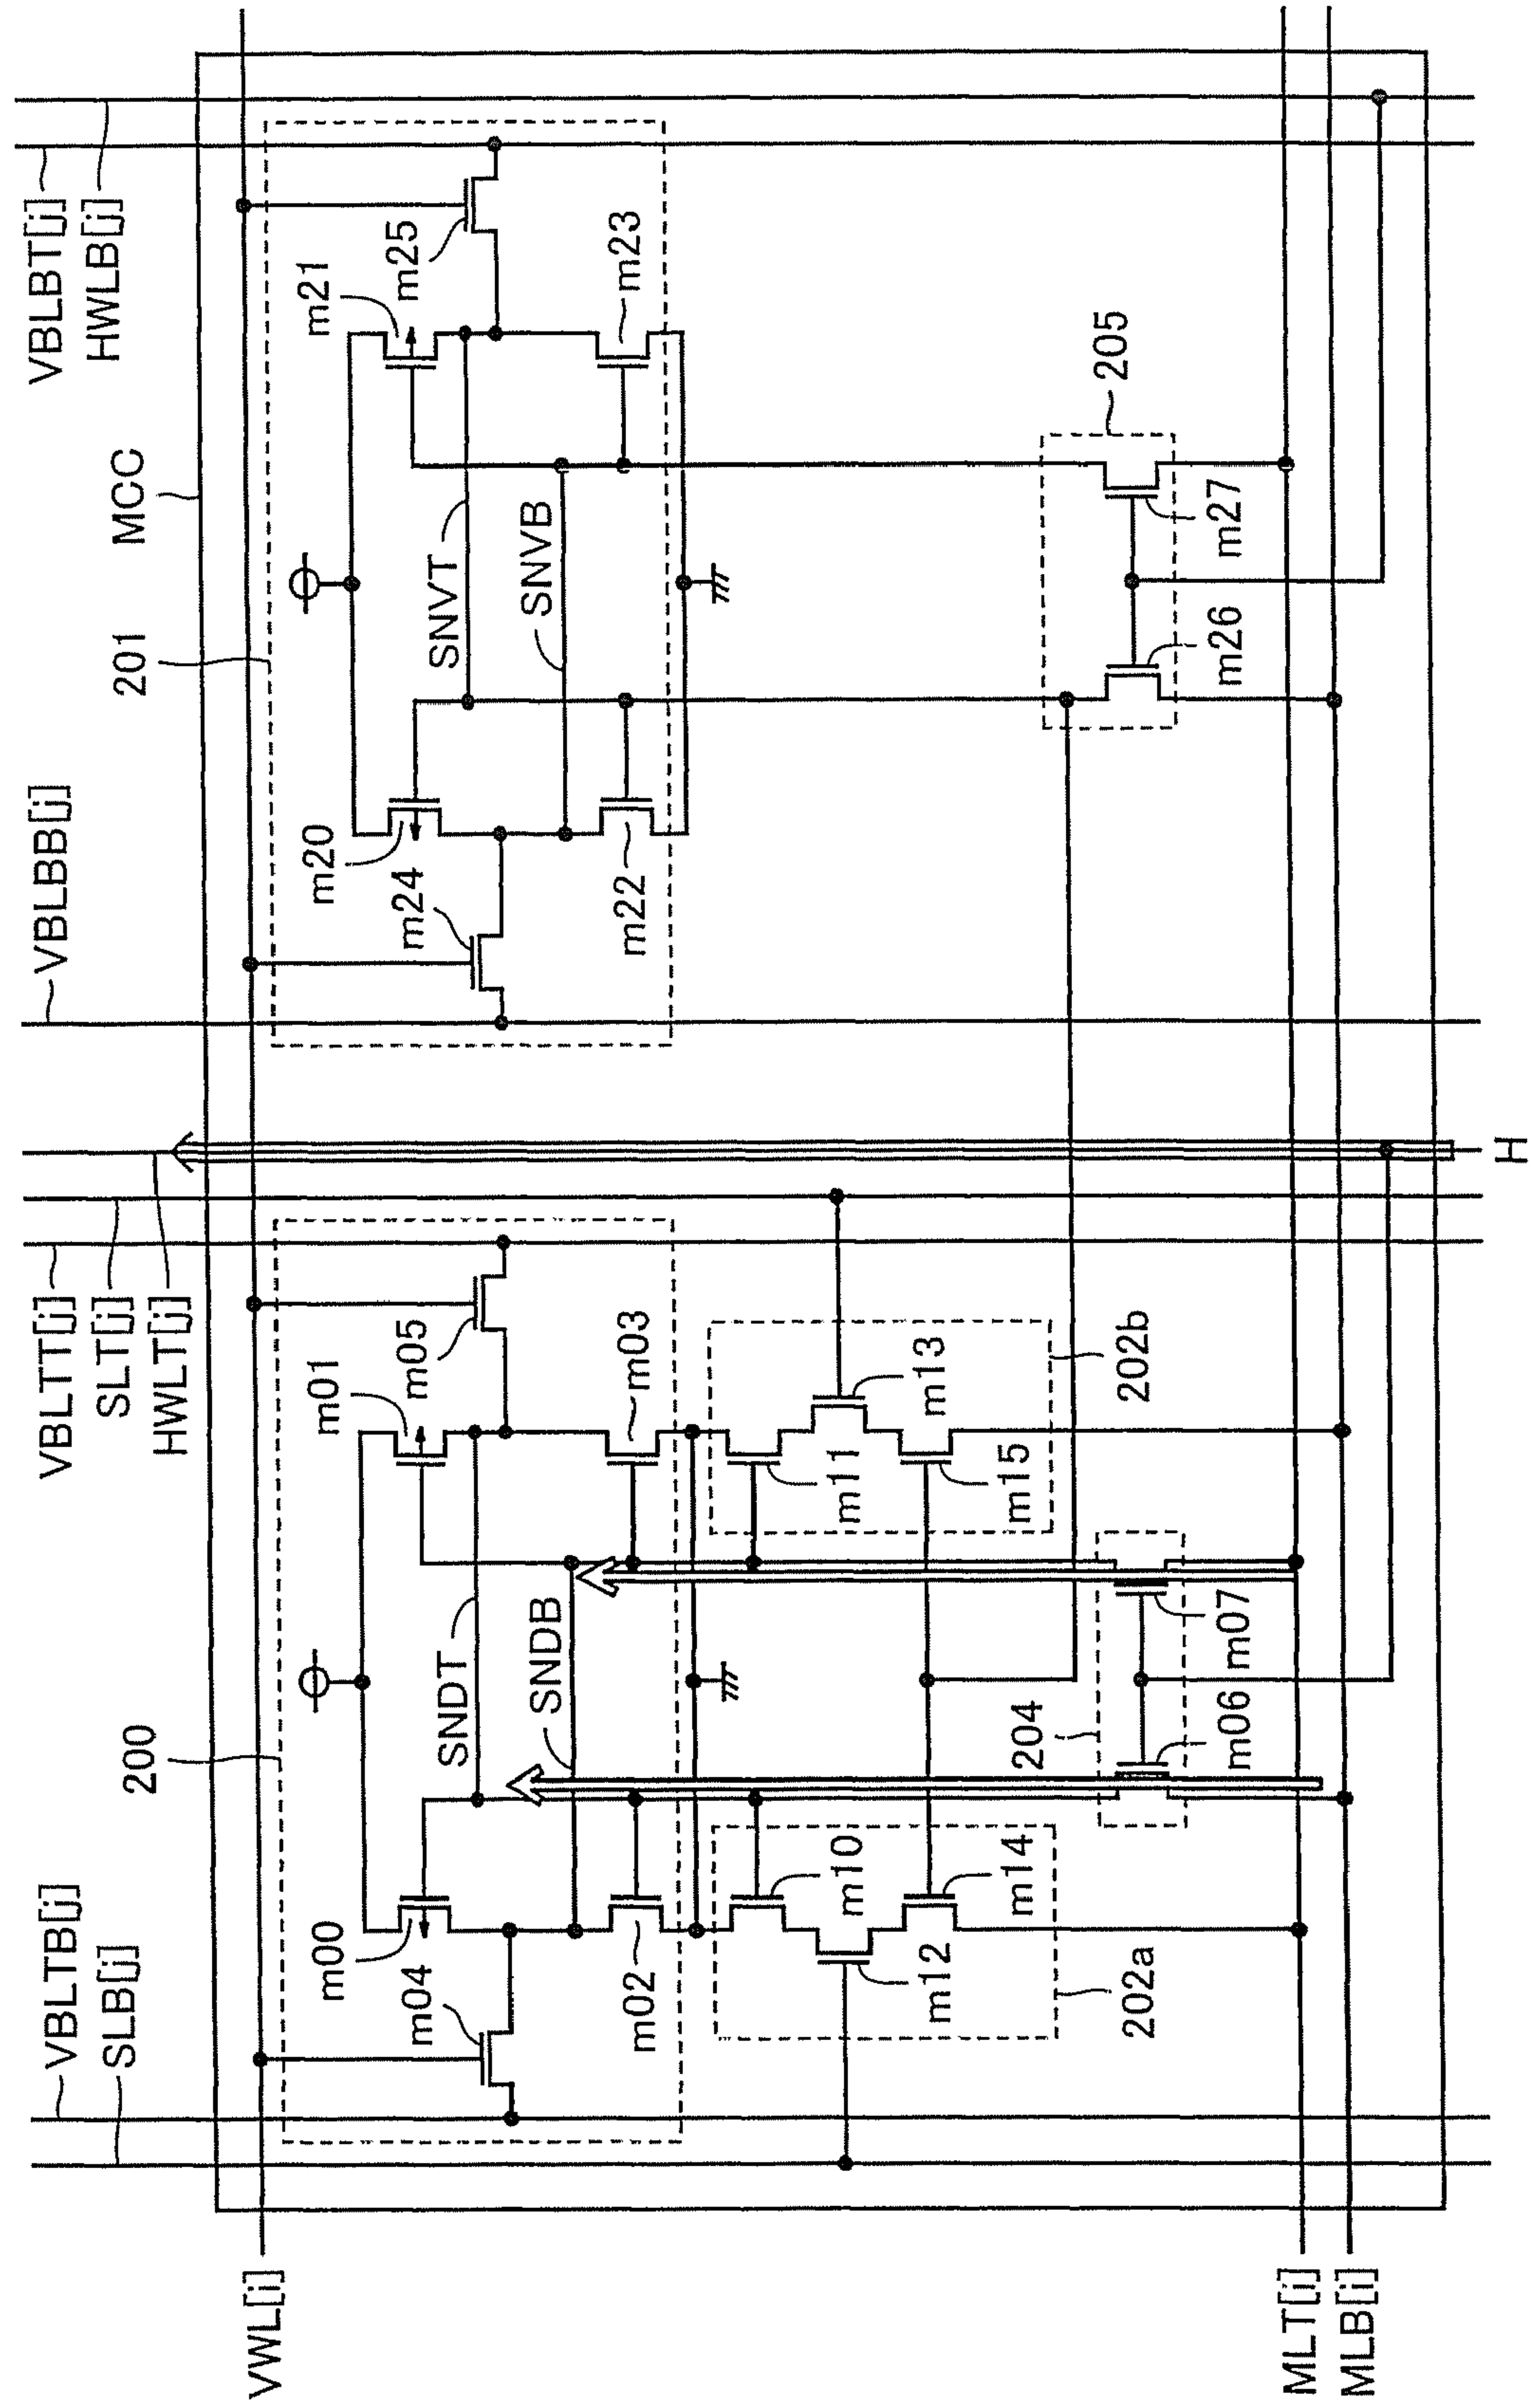 VBLTB[j]
SLB[j]
VBLTT[j]
SLT[j]
HWLT[j]
VBLBB[j]
VBLBT[j]
HWLB[j]
MCC
200
201
VWL[i]
m00
m01
m04
m05
SNDT
SNDB
m02
m03
m20
m21
m24
m25
SNVT
SNVB
m22
m23
m10
m12
m14
202a
m11
m13
m15
202b
204
m06
m07
205
m26
m27
MLT[i]
MLB[i]
H